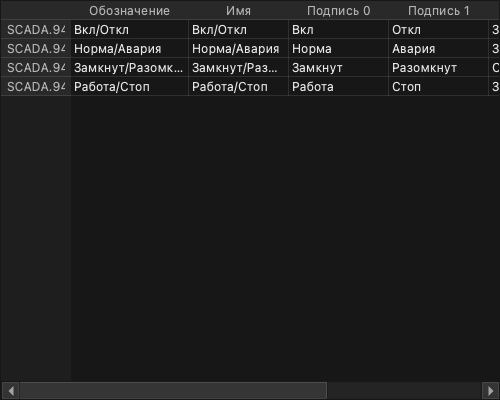 Обозначение Имя Подпись 0 Подпись 1
SCADA.94 Вкл/Откл Вкл/Откл Вкл Откл
SCADA.94 Норма/Авария Норма/Авария Норма Авария
SCADA.94 Замкнут/Разомк... Замкнут/Раз... Замкнут Разомкнут
SCADA.94 Работа/Стоп Работа/Стоп Работа Стоп